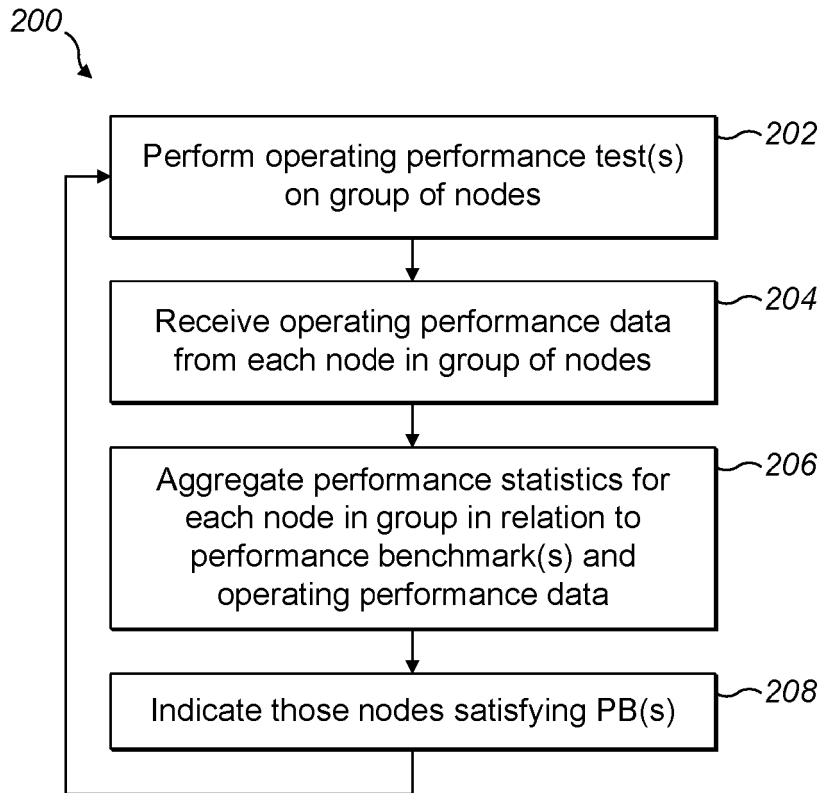 200
202
Perform operating performance test(s)
on group of nodes
204
Receive operating performance data
from each node in group of nodes
206
Aggregate performance statistics for
each node in group in relation to
performance benchmark(s) and
operating performance data
208
Indicate those nodes satisfying PB(s)